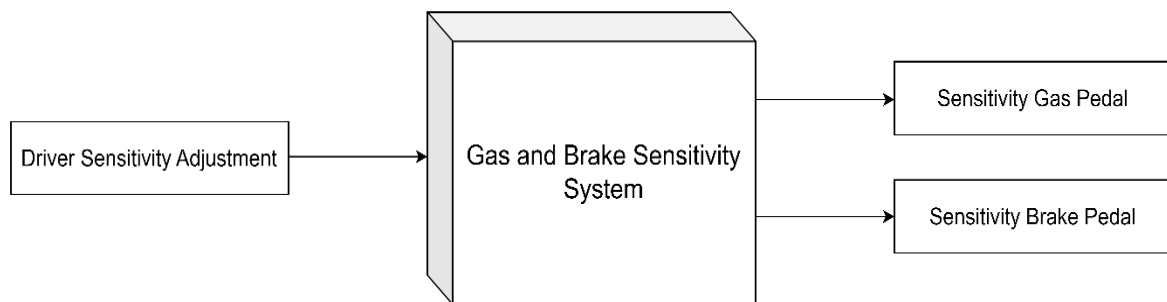 Driver Sensitivity Adjustment
Gas and Brake Sensitivity
System
Sensitivity Gas Pedal
Sensitivity Brake Pedal